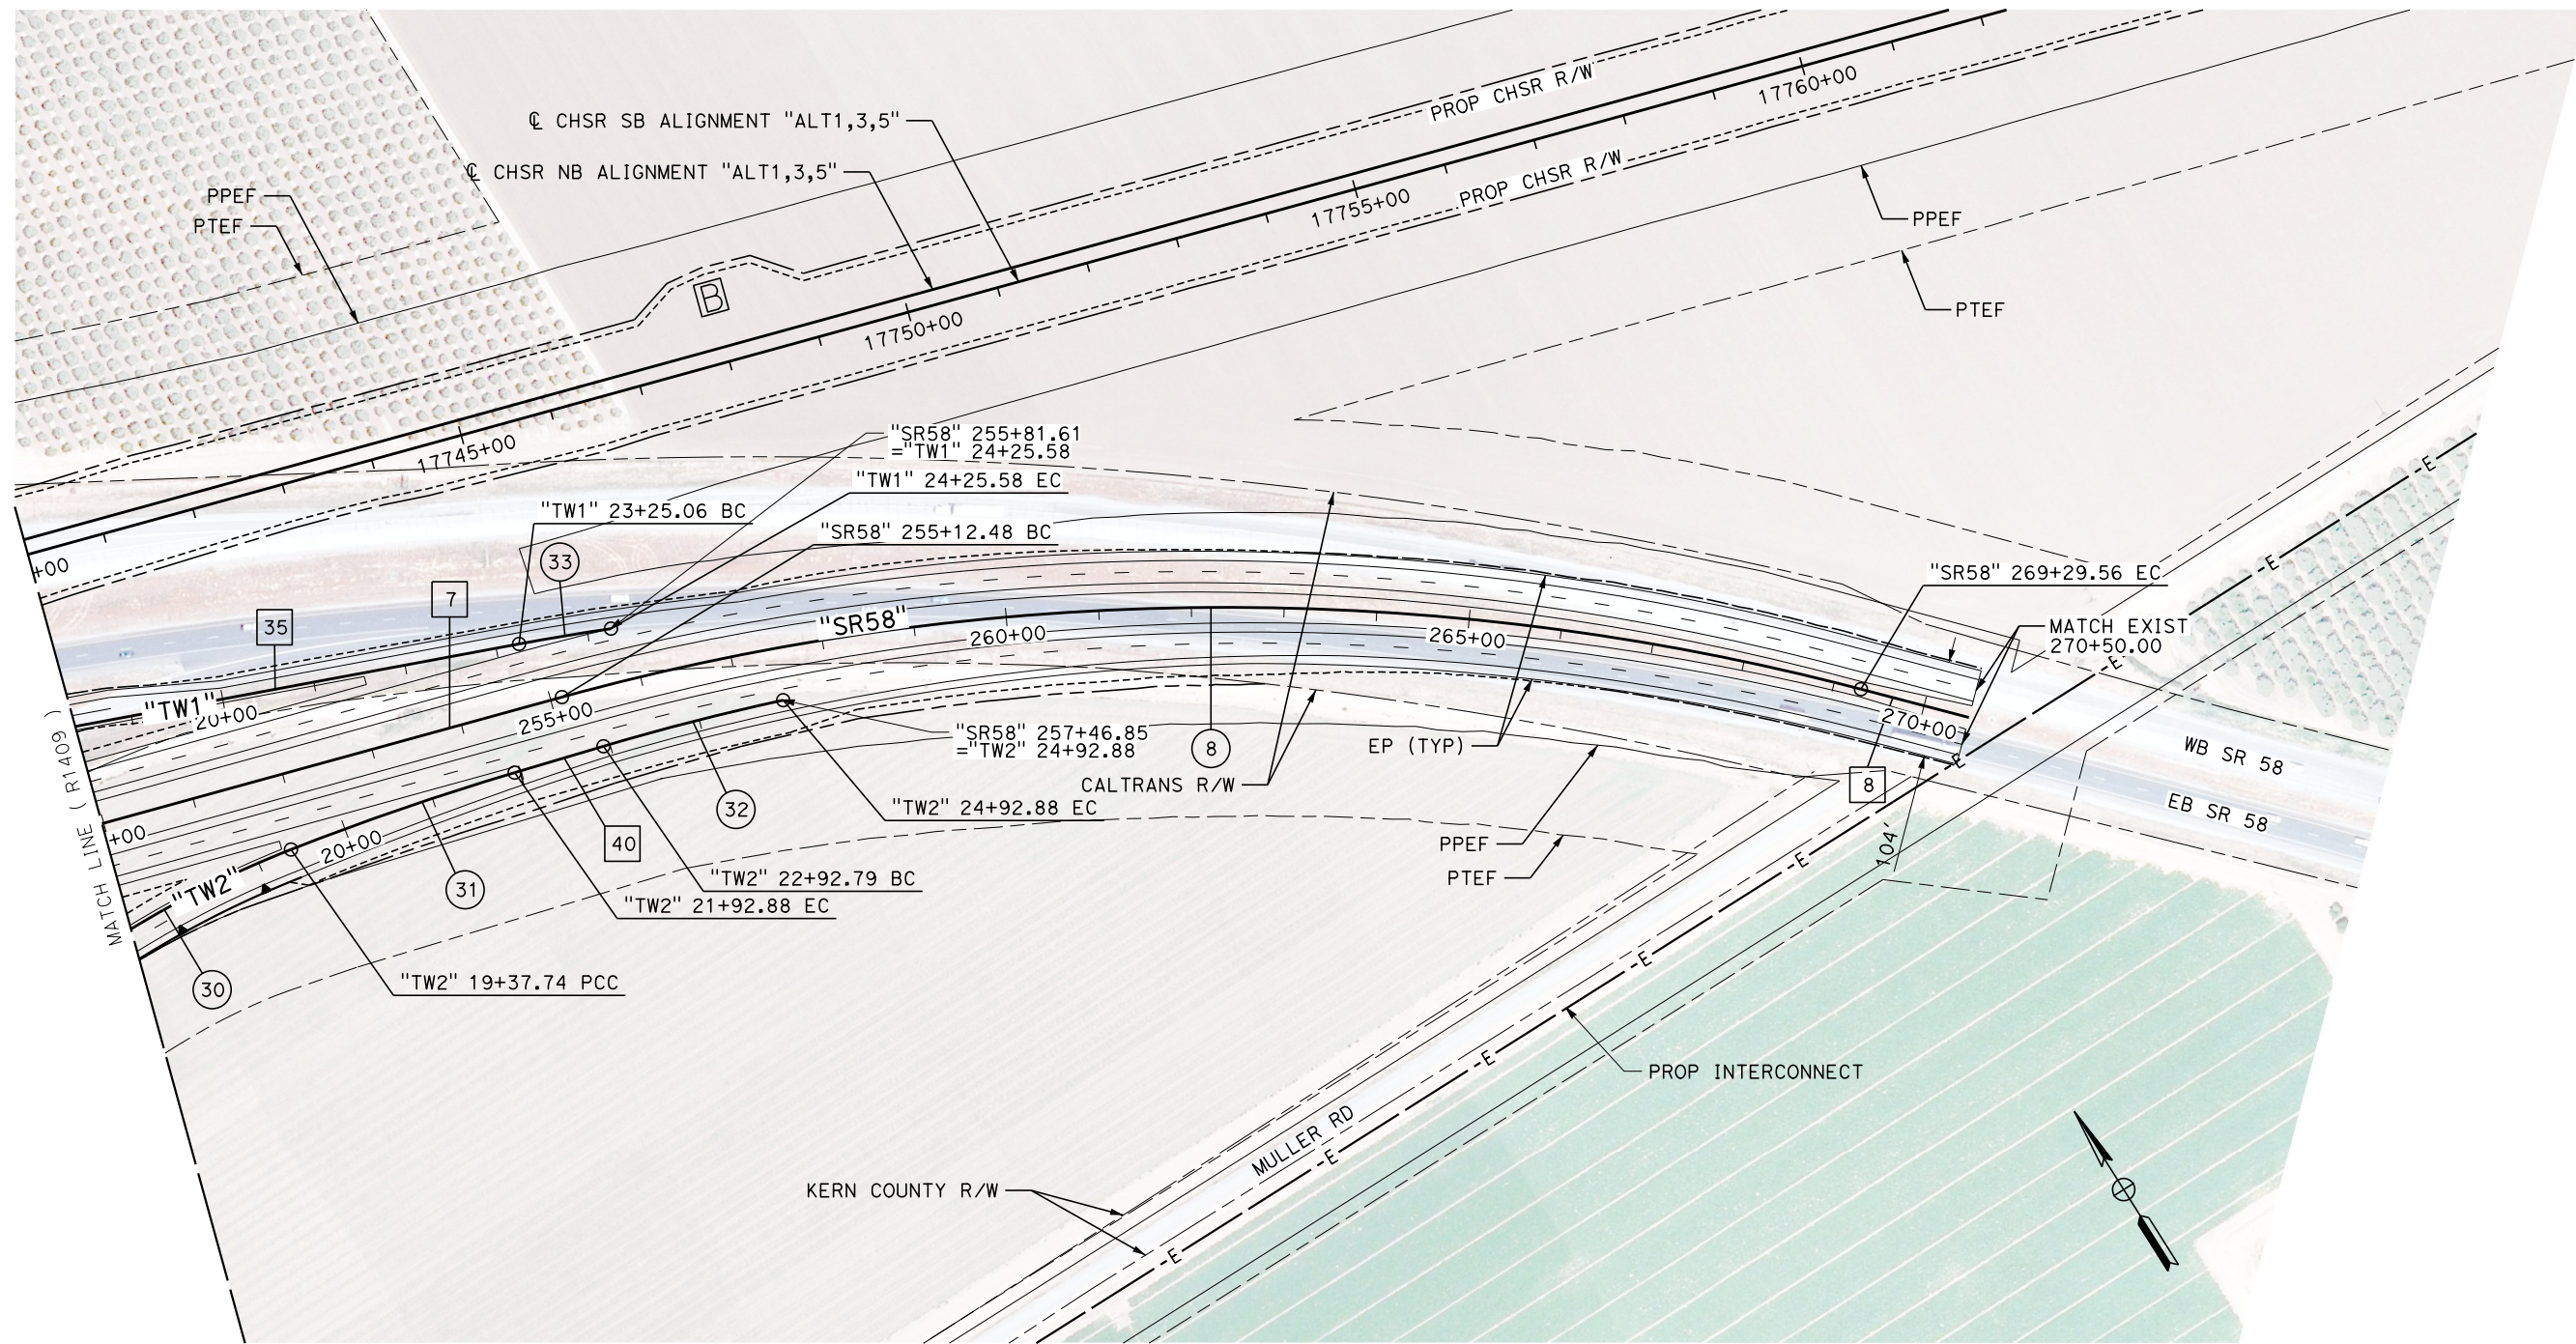 PROP CHSR R/W
17760+00
℄ CHSR SB ALIGNMENT "ALT1,3,5"
℄ CHSR NB ALIGNMENT "ALT1,3,5"
PROP CHSR R/W
PPEF
PTEF
17755+00
PPEF
PTEF
B
17750+00
17745+00
"SR58" 255+81.61
="TW1" 24+25.58
"TW1" 24+25.58 EC
"TW1" 23+25.06 BC
"SR58" 255+12.48 BC
+00
33
7
35
"SR58"
260+00
265+00
"SR58" 269+29.56 EC
MATCH EXIST
270+50.00
"TW1"
20+00
255+00
270+00
"SR58" 257+46.85
="TW2" 24+92.88
8
EP (TYP)
CALTRANS R/W
8
WB SR 58
EB SR 58
"TW2" 24+92.88 EC
32
40
+00
20+00
104'
PPEF
PTEF
"TW2"
31
"TW2" 22+92.79 BC
"TW2" 21+92.88 EC
MATCH LINE (R1409)
30
"TW2" 19+37.74 PCC
E
E
E
E
E
E
E
E
E
PROP INTERCONNECT
MULLER RD
KERN COUNTY R/W